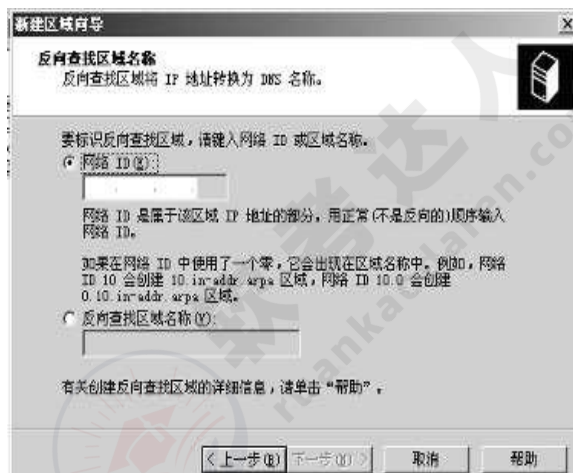 新建区域向导
反向查找区域名称
反向查找区域将 IP 地址转换为 DNS 名称。
要标识反向查找区域，请键入网络 ID 或区域名称。
网络 ID(E):
网络 ID 是属于该区域 IP 地址的部分。用正常(不是反向的)顺序输入
网络 ID。
如果在网络 ID 中使用了一个零，它会出现在区域名称中。例如，网络
ID 10 会创建 10.in-addr.arpa 区域，网络 ID 10.0 会创建
0.10.in-addr.arpa 区域。
反向查找区域名称(V):
有关创建反向查找区域的详细信息，请单击“帮助”。
< 上一步(B) 下一步(N) > 取消 帮助
软考达人
ruankaodaren.com